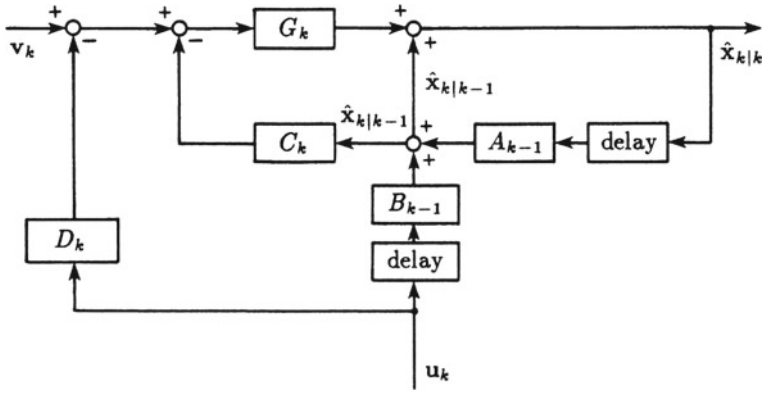 + + + 
v_k − − G_k + x̂_{k|k}
x̂_{k|k−1}
x̂_{k|k−1} +
C_k + A_{k−1} delay
+
B_{k−1}
D_k
delay
u_k